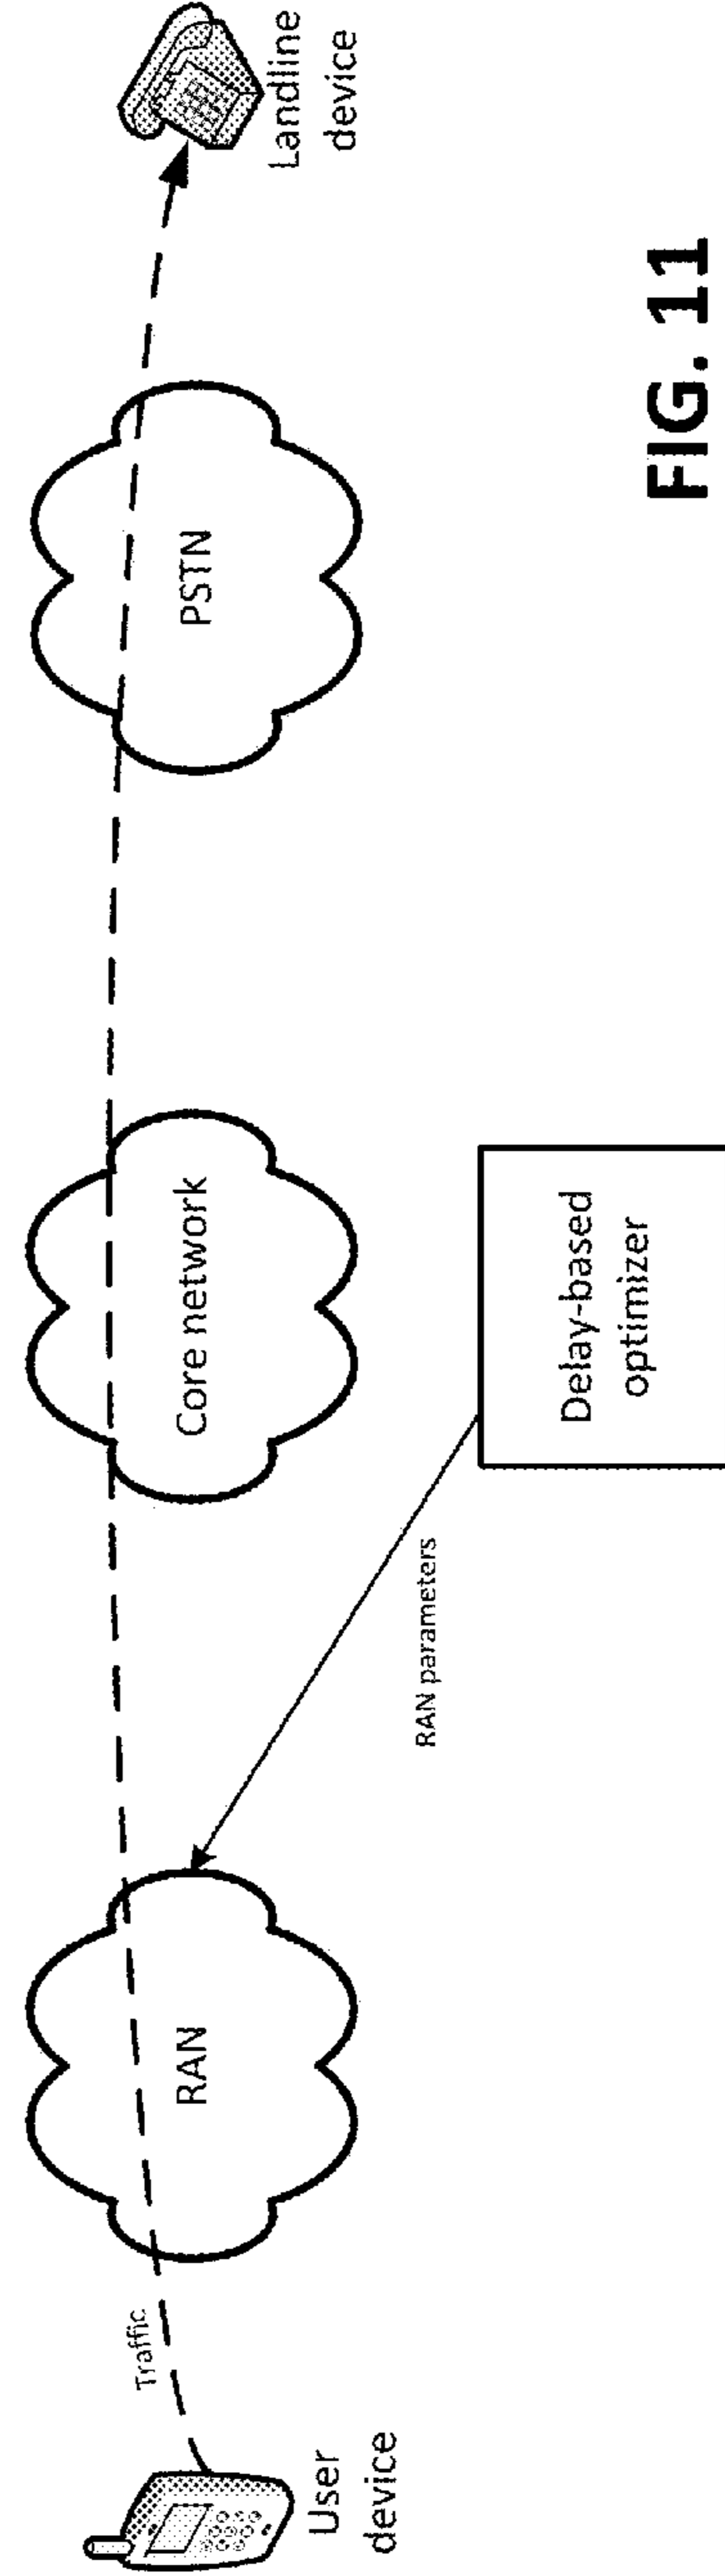 Traffic
User
device
RAN
RAN parameters
Core network
Delay-based
optimizer
PSTN
Landline
device
FIG. 11